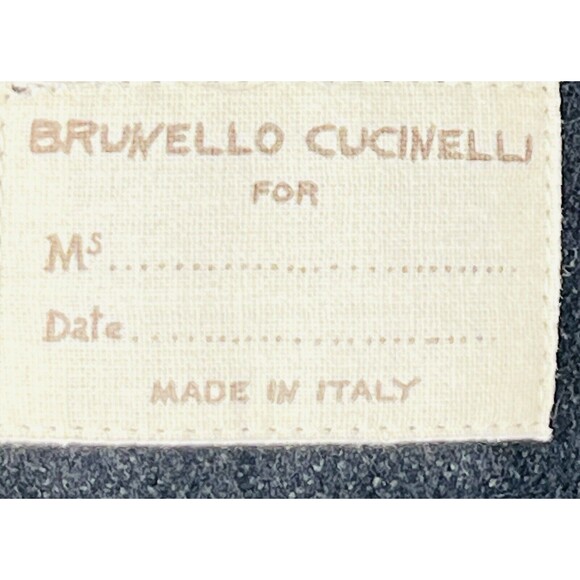 BRUNELLO CUCINELLI
FOR
Ms..............................
Date..............................
MADE IN ITALY